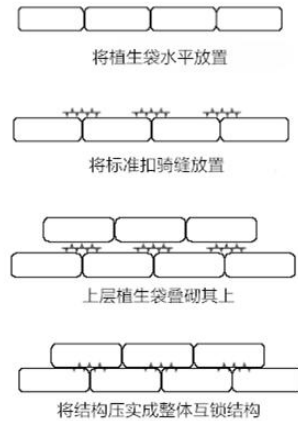 将植生袋水平放置
将标准扣骑缝放置
上层植生袋叠砌其上
将结构压实成整体互锁结构